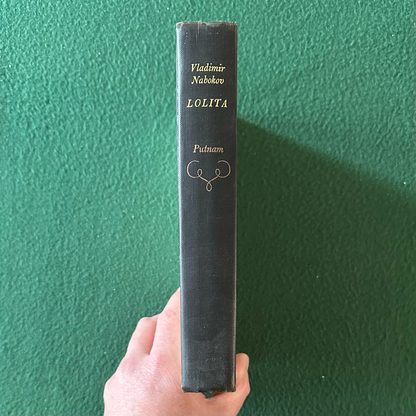 Vladimir
Nabokov
LOLITA
Putnam